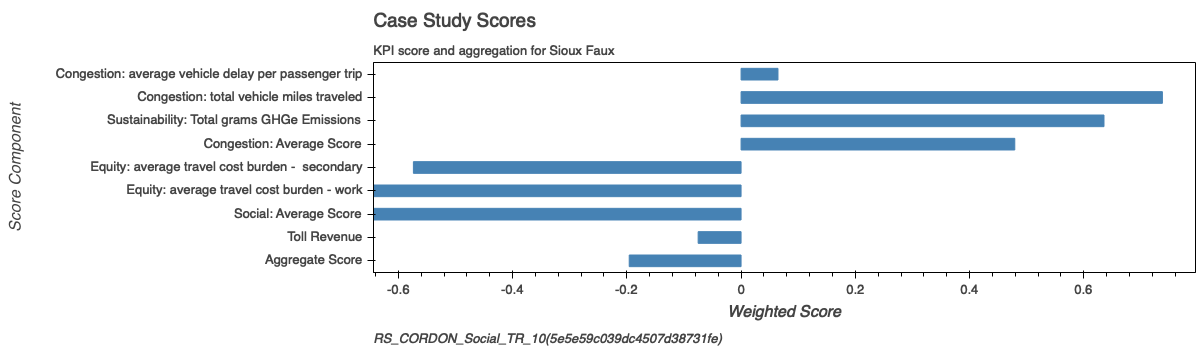 Case Study Scores
KPI score and aggregation for Sioux Faux
Score Component
Congestion: average vehicle delay per passenger trip
Congestion: total vehicle miles traveled
Sustainability: Total grams GHGe Emissions
Congestion: Average Score
Equity: average travel cost burden -  secondary
Equity: average travel cost burden - work
Social: Average Score
Toll Revenue
Aggregate Score
-0.6 -0.4 -0.2 0 0.2 0.4 0.6
Weighted Score
RS_CORDON_Social_TR_10(5e5e59c039dc4507d38731fe)